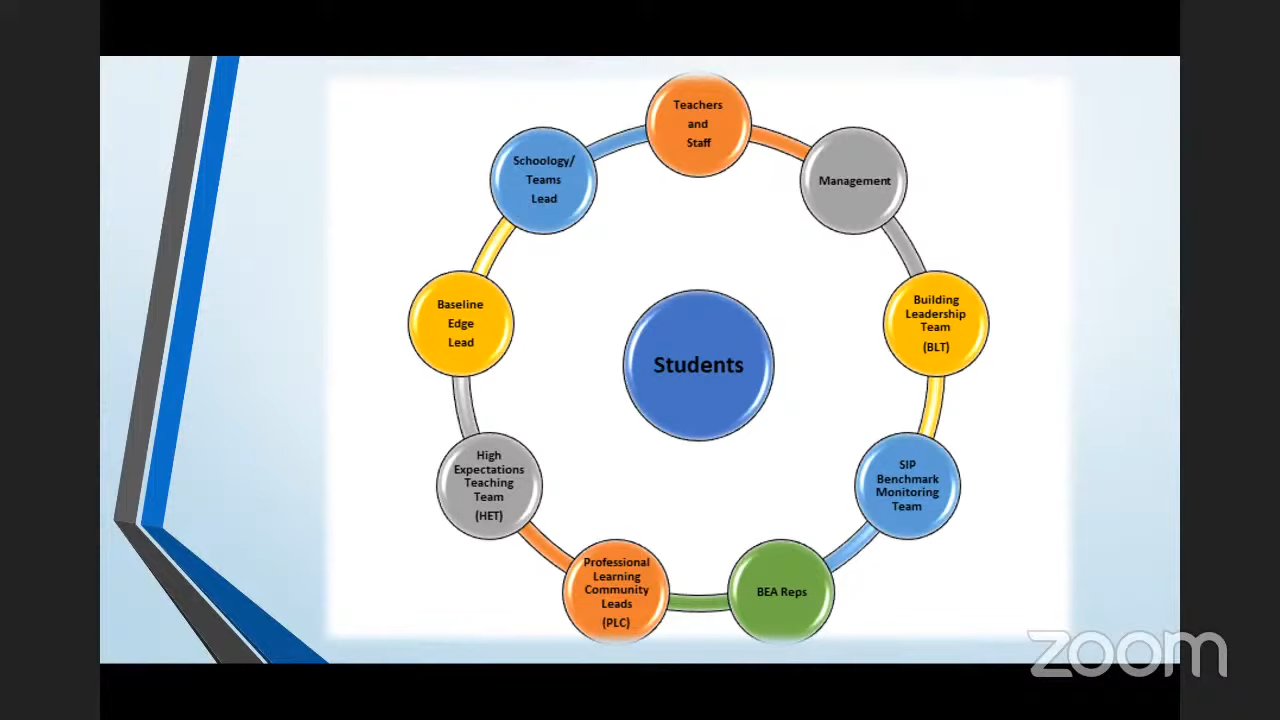 Teachers
and
Staff
Management
Building
Leadership
Team
(BLT)
SIP
Benchmark
Monitoring
Team
BEA Reps
Professional
Learning
Community
Leads
(PLC)
High
Expectations
Teaching
Team
(HET)
Baseline
Edge
Lead
Schoology/
Teams
Lead
Students
zoom